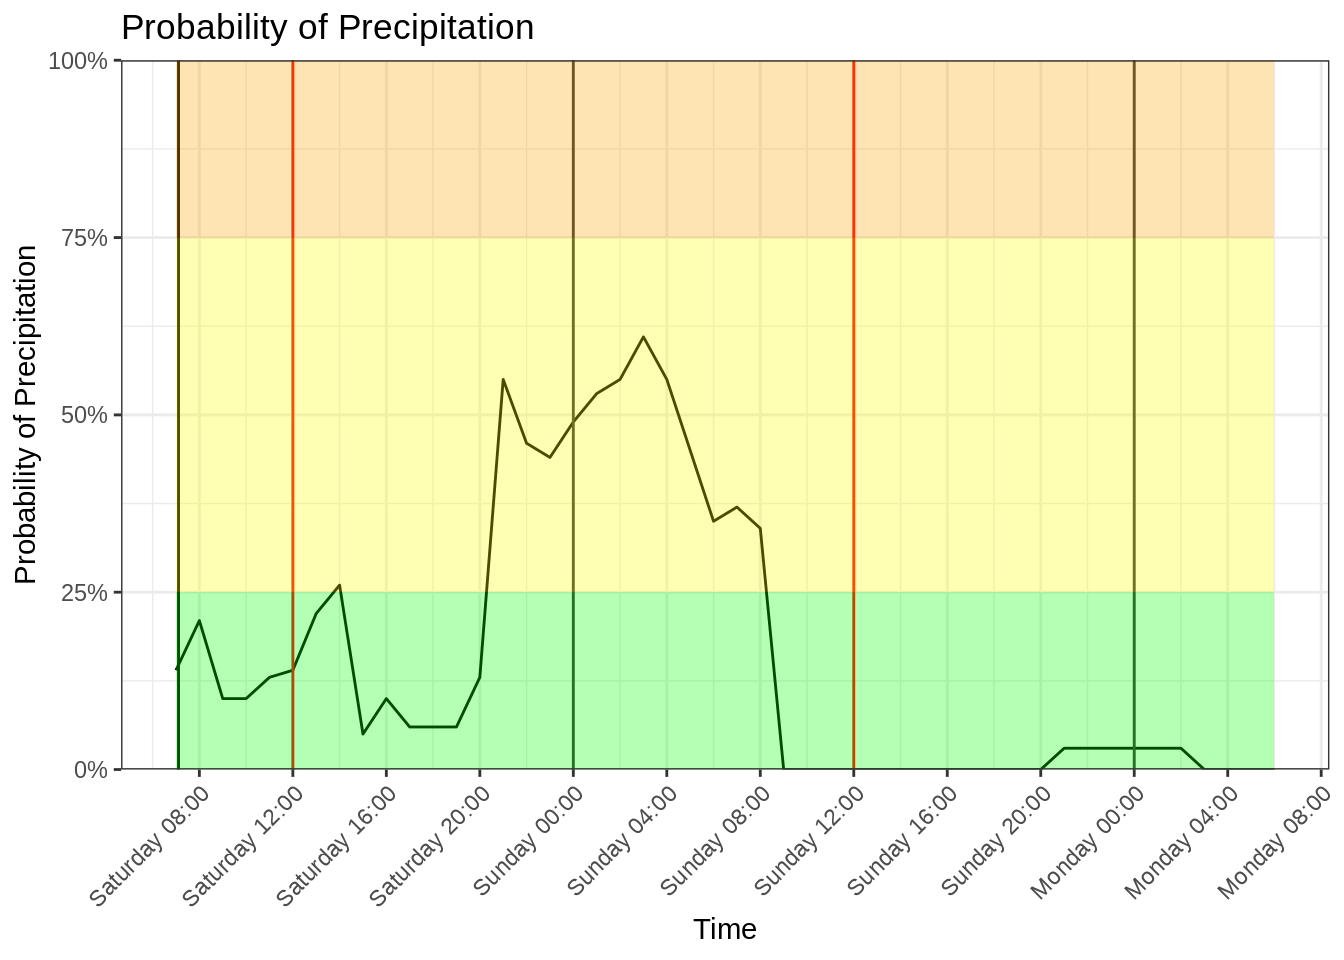 Probability of Precipitation
100%
75%
50%
25%
0%
Probability of Precipitation
Saturday 08:00
Saturday 12:00
Saturday 16:00
Saturday 20:00
Sunday 00:00
Sunday 04:00
Sunday 08:00
Sunday 12:00
Sunday 16:00
Sunday 20:00
Monday 00:00
Monday 04:00
Monday 08:00
Time